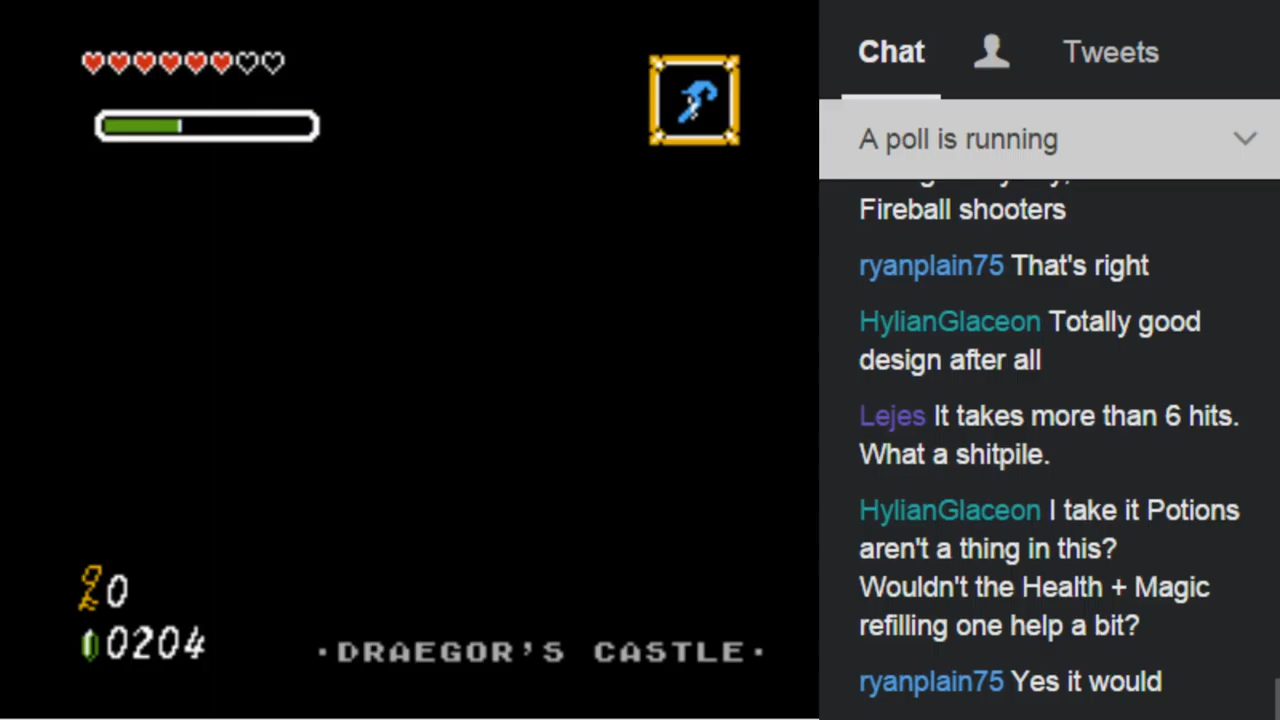 0
0204
·DRAEGOR'S CASTLE·
Chat
Tweets
A poll is running
Fireball shooters
ryanplain75 That's right
HylianGlaceon Totally good
design after all
Lejes It takes more than 6 hits.
What a shitpile.
HylianGlaceon I take it Potions
aren't a thing in this?
Wouldn't the Health + Magic
refilling one help a bit?
ryanplain75 Yes it would